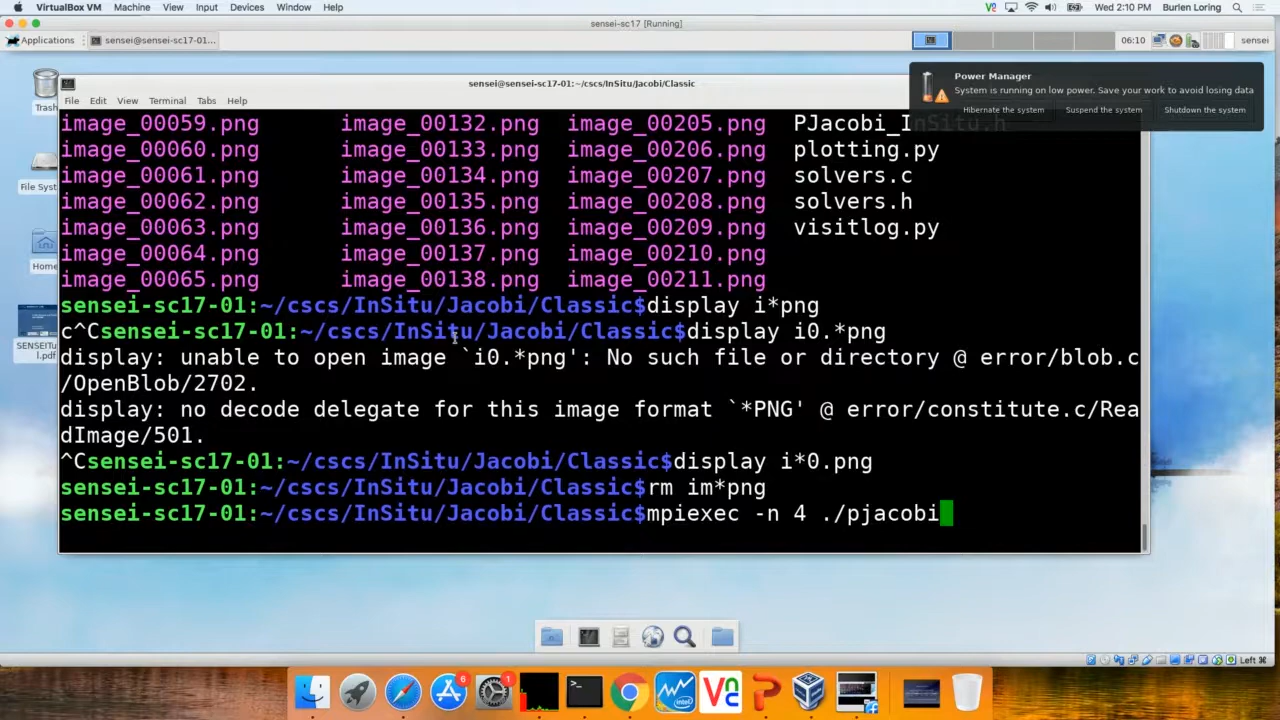 VirtualBox VM Machine View Input Devices Window Help
Wed 2:10 PM Burlen Loring
sensei-sc17 [Running]
Applications
sensei@sensei-sc17-01...
06:10
sensei
Trash
sensei@sensei-sc17-01:~/cscs/InSitu/Jacobi/Classic
File Edit View Terminal Tabs Help
Power Manager
System is running on low power. Save your work to avoid losing data
Hibernate the system Suspend the system Shutdown the system
File Sys
Home
SENSEITu
l.pdf
image_00059.png image_00132.png image_00205.png PJacobi_InSitu.h
image_00060.png image_00133.png image_00206.png plotting.py
image_00061.png image_00134.png image_00207.png solvers.c
image_00062.png image_00135.png image_00208.png solvers.h
image_00063.png image_00136.png image_00209.png visitlog.py
image_00064.png image_00137.png image_00210.png
image_00065.png image_00138.png image_00211.png
sensei-sc17-01:~/cscs/InSitu/Jacobi/Classic$display i*png
c^Csensei-sc17-01:~/cscs/InSitu/Jacobi/Classic$display i0.*png
display: unable to open image `i0.*png': No such file or directory @ error/blob.c
/OpenBlob/2702.
display: no decode delegate for this image format `*PNG' @ error/constitute.c/Rea
dImage/501.
^Csensei-sc17-01:~/cscs/InSitu/Jacobi/Classic$display i*0.png
sensei-sc17-01:~/cscs/InSitu/Jacobi/Classic$rm im*png
sensei-sc17-01:~/cscs/InSitu/Jacobi/Classic$mpiexec -n 4 ./pjacobi
Left ⌘
6
1
intel